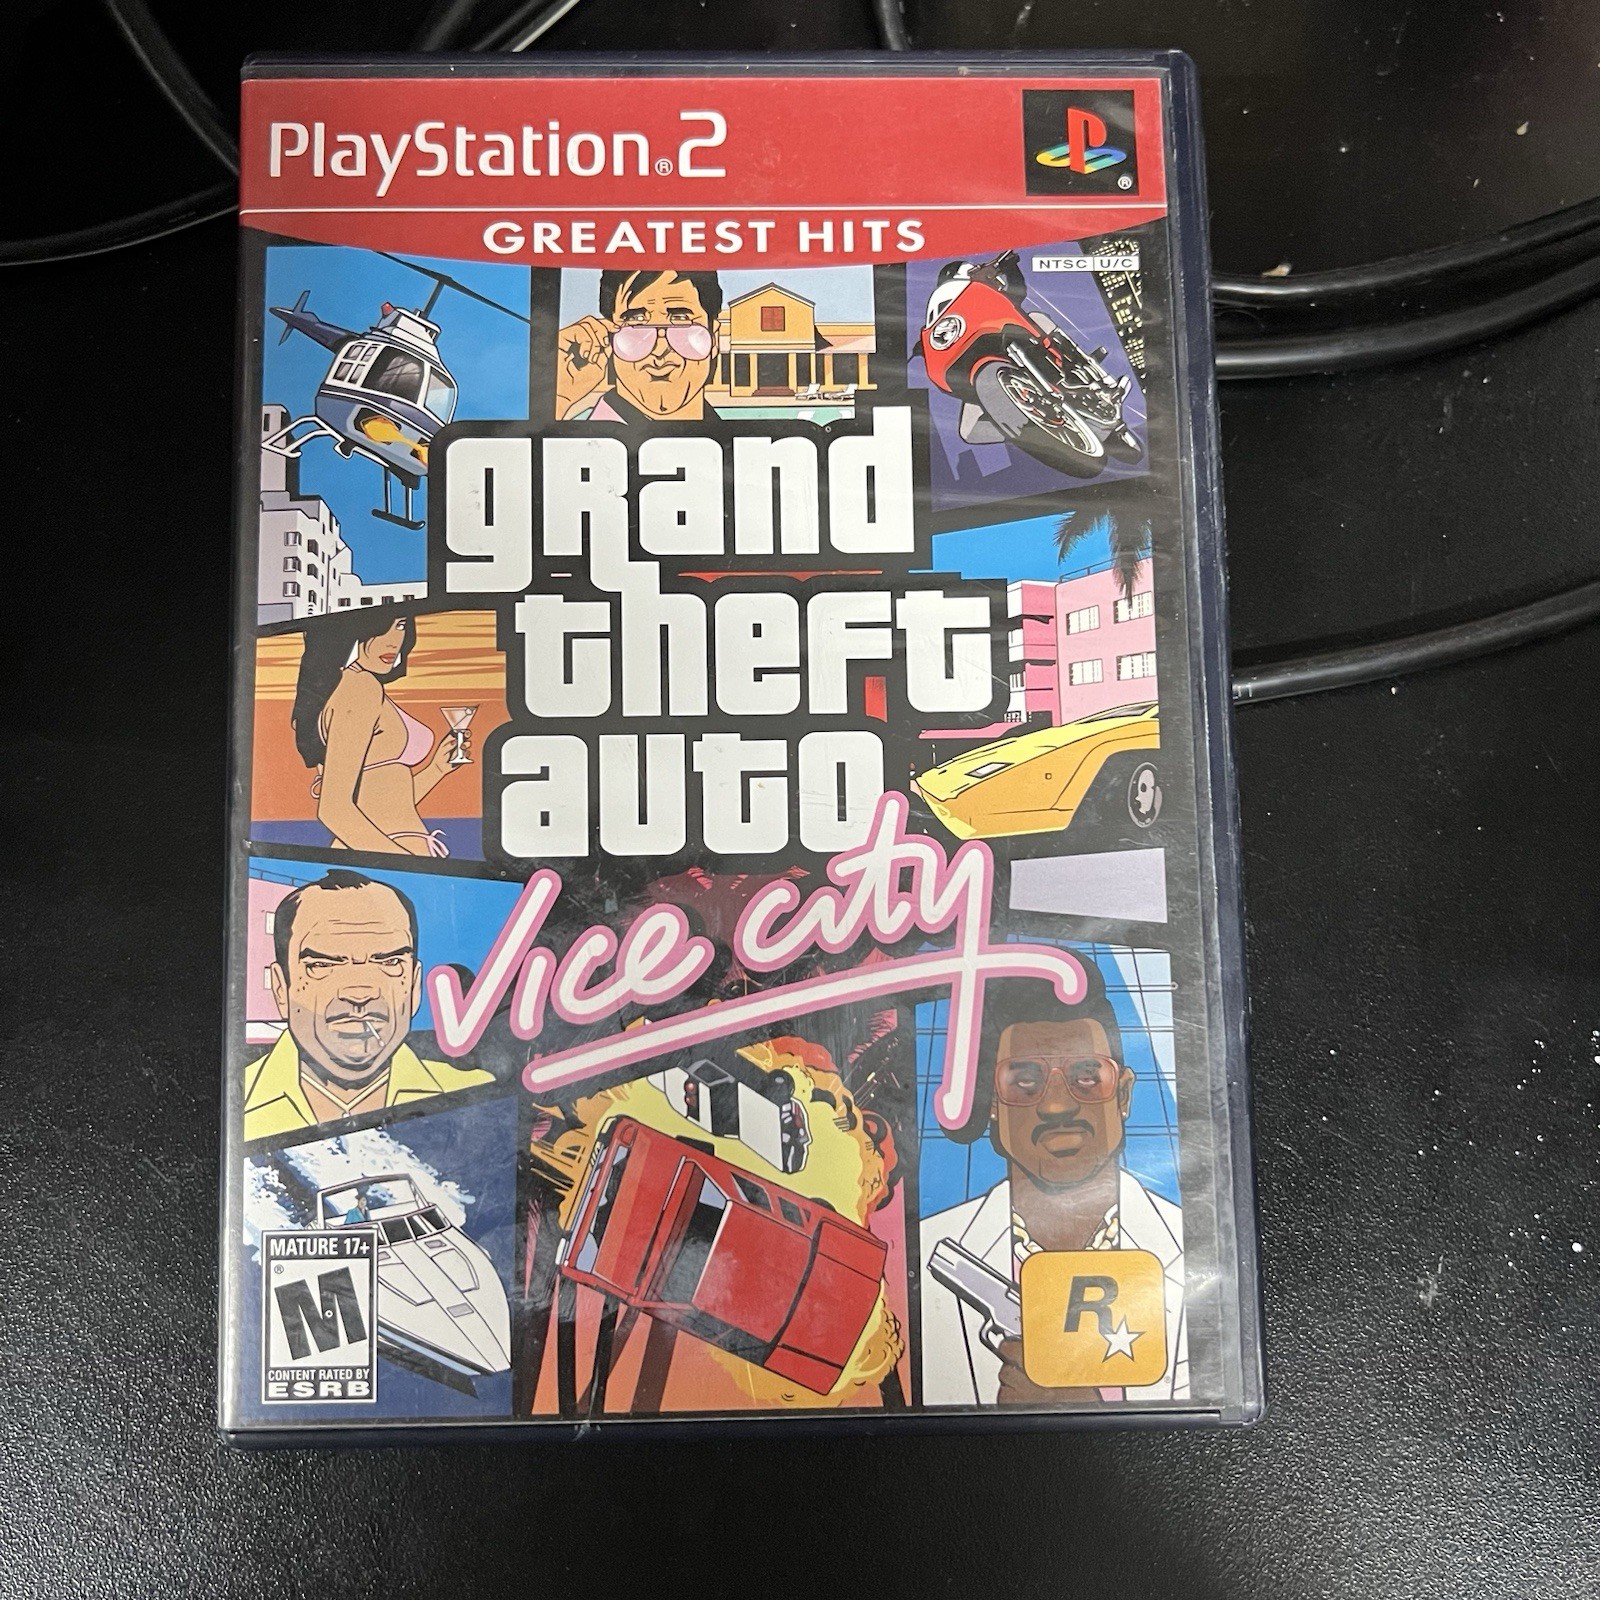 PlayStation®2
®
GREATEST HITS
NTSC U/C
grand
theft
auto
Vice City
MATURE 17+
®
M
CONTENT RATED BY
ESRB
R